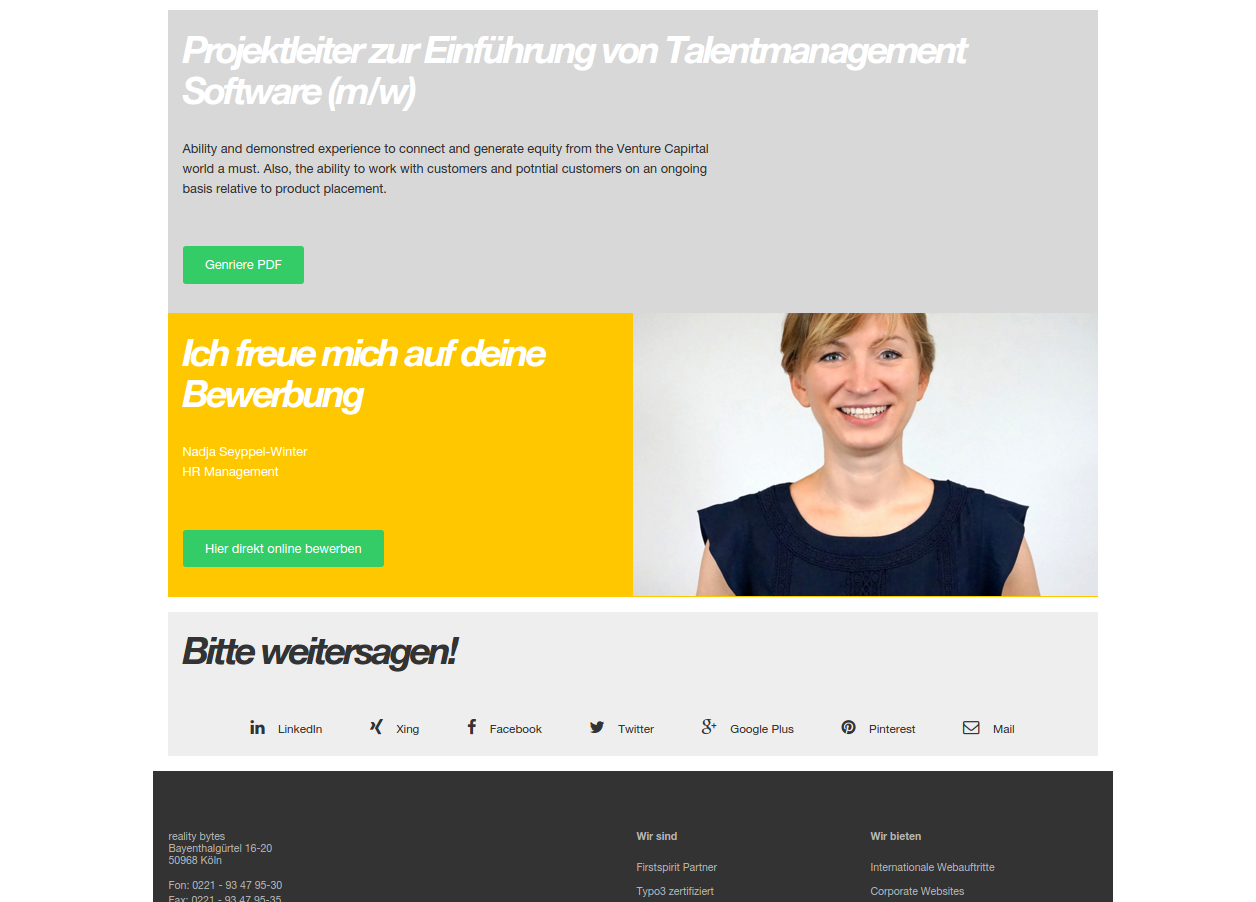 Projektleiter zur Einführung von Talentmanagement
Software (m/w)
Ability and demonstred experience to connect and generate equity from the Venture Capirtal
world a must. Also, the ability to work with customers and potntial customers on an ongoing
basis relative to product placement.
Genriere PDF
Ich freue mich auf deine
Bewerbung
Nadja Seyppel-Winter
HR Management
Hier direkt online bewerben
Bitte weitersagen!
LinkedIn Xing Facebook Twitter Google Plus Pinterest Mail
reality bytes
Bayenthalgürtel 16-20
50968 Köln
Fon: 0221 - 93 47 95-30
Fax: 0221 - 93 47 95-35
Wir sind
Firstspirit Partner
Typo3 zertifiziert
Wir bieten
Internationale Webauftritte
Corporate Websites